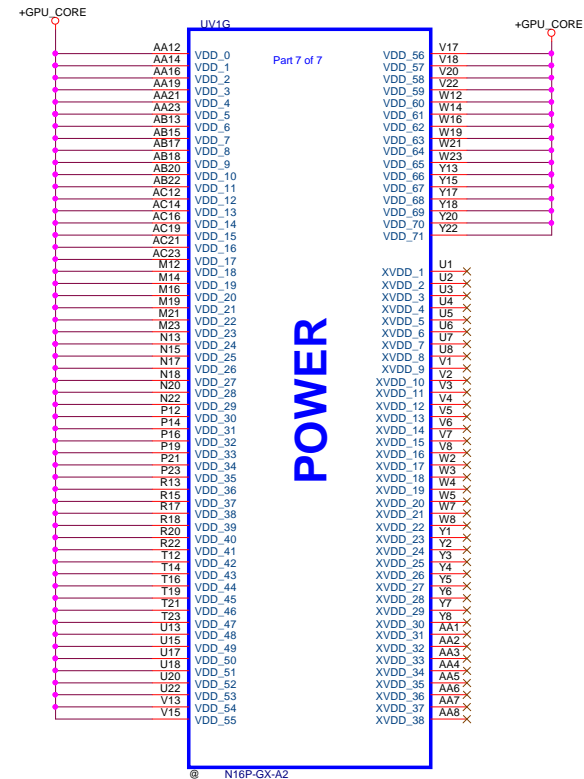 +GPU_CORE
UV1G
+GPU_CORE
Part 7 of 7
AA12 VDD_0 VDD_56 V17
AA14 VDD_1 VDD_57 V18
AA16 VDD_2 VDD_58 V20
AA19 VDD_3 VDD_59 V22
AA21 VDD_4 VDD_60 W12
AA23 VDD_5 VDD_61 W14
AB13 VDD_6 VDD_62 W16
AB15 VDD_7 VDD_63 W19
AB17 VDD_8 VDD_64 W21
AB18 VDD_9 VDD_65 W23
AB20 VDD_10 VDD_66 Y13
AB22 VDD_11 VDD_67 Y15
AC12 VDD_12 VDD_68 Y17
AC14 VDD_13 VDD_69 Y18
AC16 VDD_14 VDD_70 Y20
AC19 VDD_15 VDD_71 Y22
AC21 VDD_16
AC23 VDD_17
M12 VDD_18 XVDD_1 U1
M14 VDD_19 XVDD_2 U2
M16 VDD_20 XVDD_3 U3
M19 VDD_21 XVDD_4 U4
M21 VDD_22 XVDD_5 U5
M23 VDD_23 XVDD_6 U6
N13 VDD_24 XVDD_7 U7
N15 VDD_25 XVDD_8 U8
N17 VDD_26 XVDD_9 V1
N18 VDD_27 XVDD_10 V2
N20 VDD_28 XVDD_11 V3
N22 VDD_29 XVDD_12 V4
P12 VDD_30 XVDD_13 V5
P14 VDD_31 XVDD_14 V6
P16 VDD_32 XVDD_15 V7
P19 VDD_33 XVDD_16 V8
P21 VDD_34 XVDD_17 W2
P23 VDD_35 XVDD_18 W3
R13 VDD_36 XVDD_19 W4
R15 VDD_37 XVDD_20 W5
R17 VDD_38 XVDD_21 W7
R18 VDD_39 XVDD_22 W8
R20 VDD_40 XVDD_23 Y1
R22 VDD_41 XVDD_24 Y2
T12 VDD_42 XVDD_25 Y3
T14 VDD_43 XVDD_26 Y4
T16 VDD_44 XVDD_27 Y5
T19 VDD_45 XVDD_28 Y6
T21 VDD_46 XVDD_29 Y7
T23 VDD_47 XVDD_30 Y8
U13 VDD_48 XVDD_31 AA1
U15 VDD_49 XVDD_32 AA2
U17 VDD_50 XVDD_33 AA3
U18 VDD_51 XVDD_34 AA4
U20 VDD_52 XVDD_35 AA5
U22 VDD_53 XVDD_36 AA6
V13 VDD_54 XVDD_37 AA7
V15 VDD_55 XVDD_38 AA8
POWER
@ N16P-GX-A2